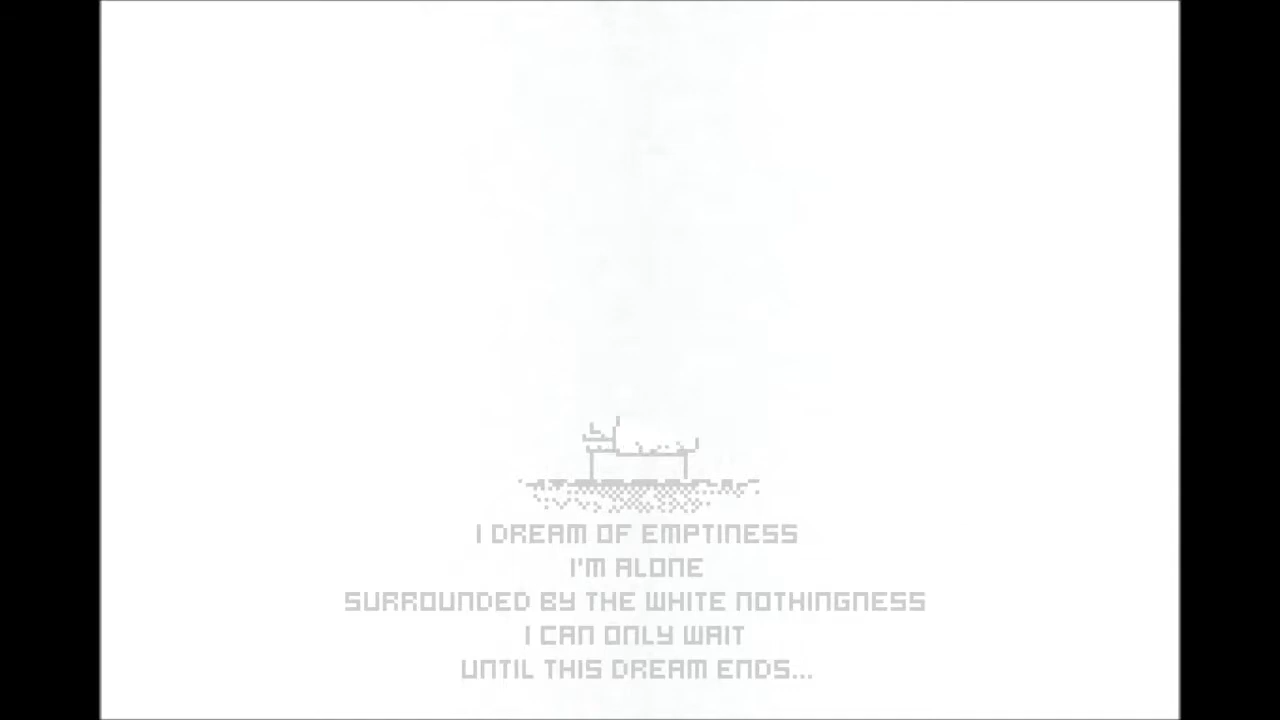 I DREAM OF EMPTINESS
I'M ALONE
SURROUNDED BY THE WHITE NOTHINGNESS
I CAN ONLY WAIT
UNTIL THIS DREAM ENDS...